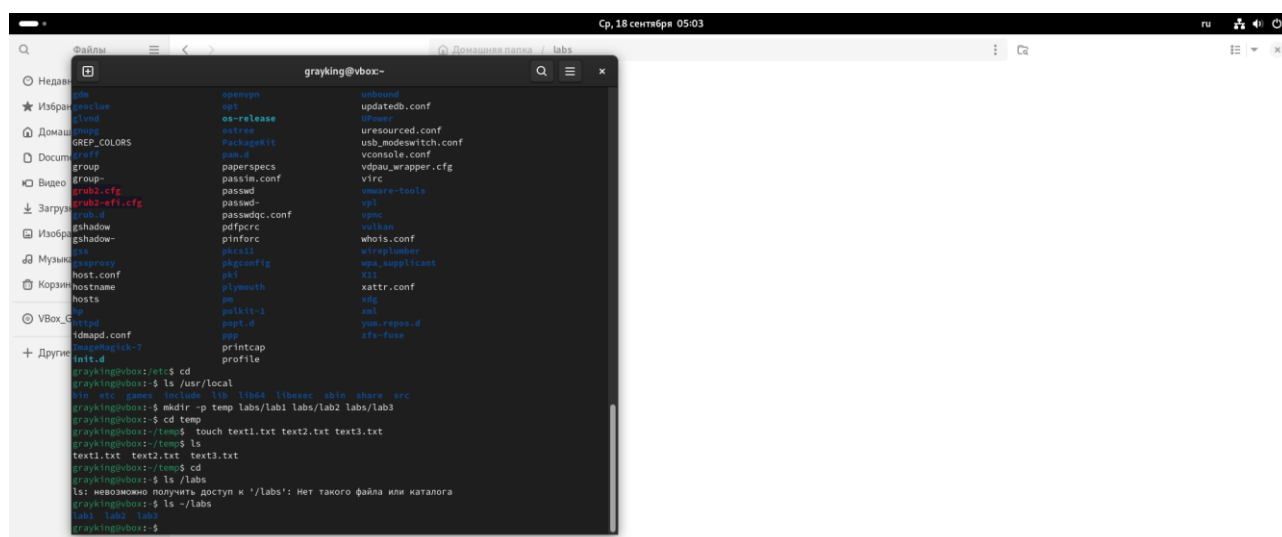 Ср, 18 сентября 05:03
ru
Файлы
Домашняя папка / labs
grayking@vbox:~
Недавн
Избран
Домаш
Docum
Видео
Загрузк
Изобра
Музыка
Корзин
VBox_G
Другие
gdm openvpn unbound
geoclue opt updatedb.conf
glvnd os-release UPower
gnupg ostree uresourced.conf
GREP_COLORS PackageKit usb_modeswitch.conf
groff pam.d vconsole.conf
group paperspecs vdpau_wrapper.cfg
group- passim.conf virc
grub2.cfg passwd vmware-tools
grub2-efi.cfg passwd- vpl
grub.d passwdqc.conf vpnc
gshadow pdfpcrc vulkan
gshadow- pinforc whois.conf
gss pkcs11 wireplumber
gssproxy pkgconfig wpa_supplicant
host.conf pki X11
hostname plymouth xattr.conf
hosts pm xdg
hp polkit-1 xml
httpd popt.d yum.repos.d
idmapd.conf ppp zfs-fuse
ImageMagick-7 printcap
init.d profile
grayking@vbox:/etc$ cd
grayking@vbox:~$ ls /usr/local
bin etc games include lib lib64 libexec sbin share src
grayking@vbox:~$ mkdir -p temp labs/lab1 labs/lab2 labs/lab3
grayking@vbox:~$ cd temp
grayking@vbox:~/temp$ touch text1.txt text2.txt text3.txt
grayking@vbox:~/temp$ ls
text1.txt text2.txt text3.txt
grayking@vbox:~/temp$ cd
grayking@vbox:~$ ls /labs
ls: невозможно получить доступ к '/labs': Нет такого файла или каталога
grayking@vbox:~$ ls ~/labs
lab1 lab2 lab3
grayking@vbox:~$